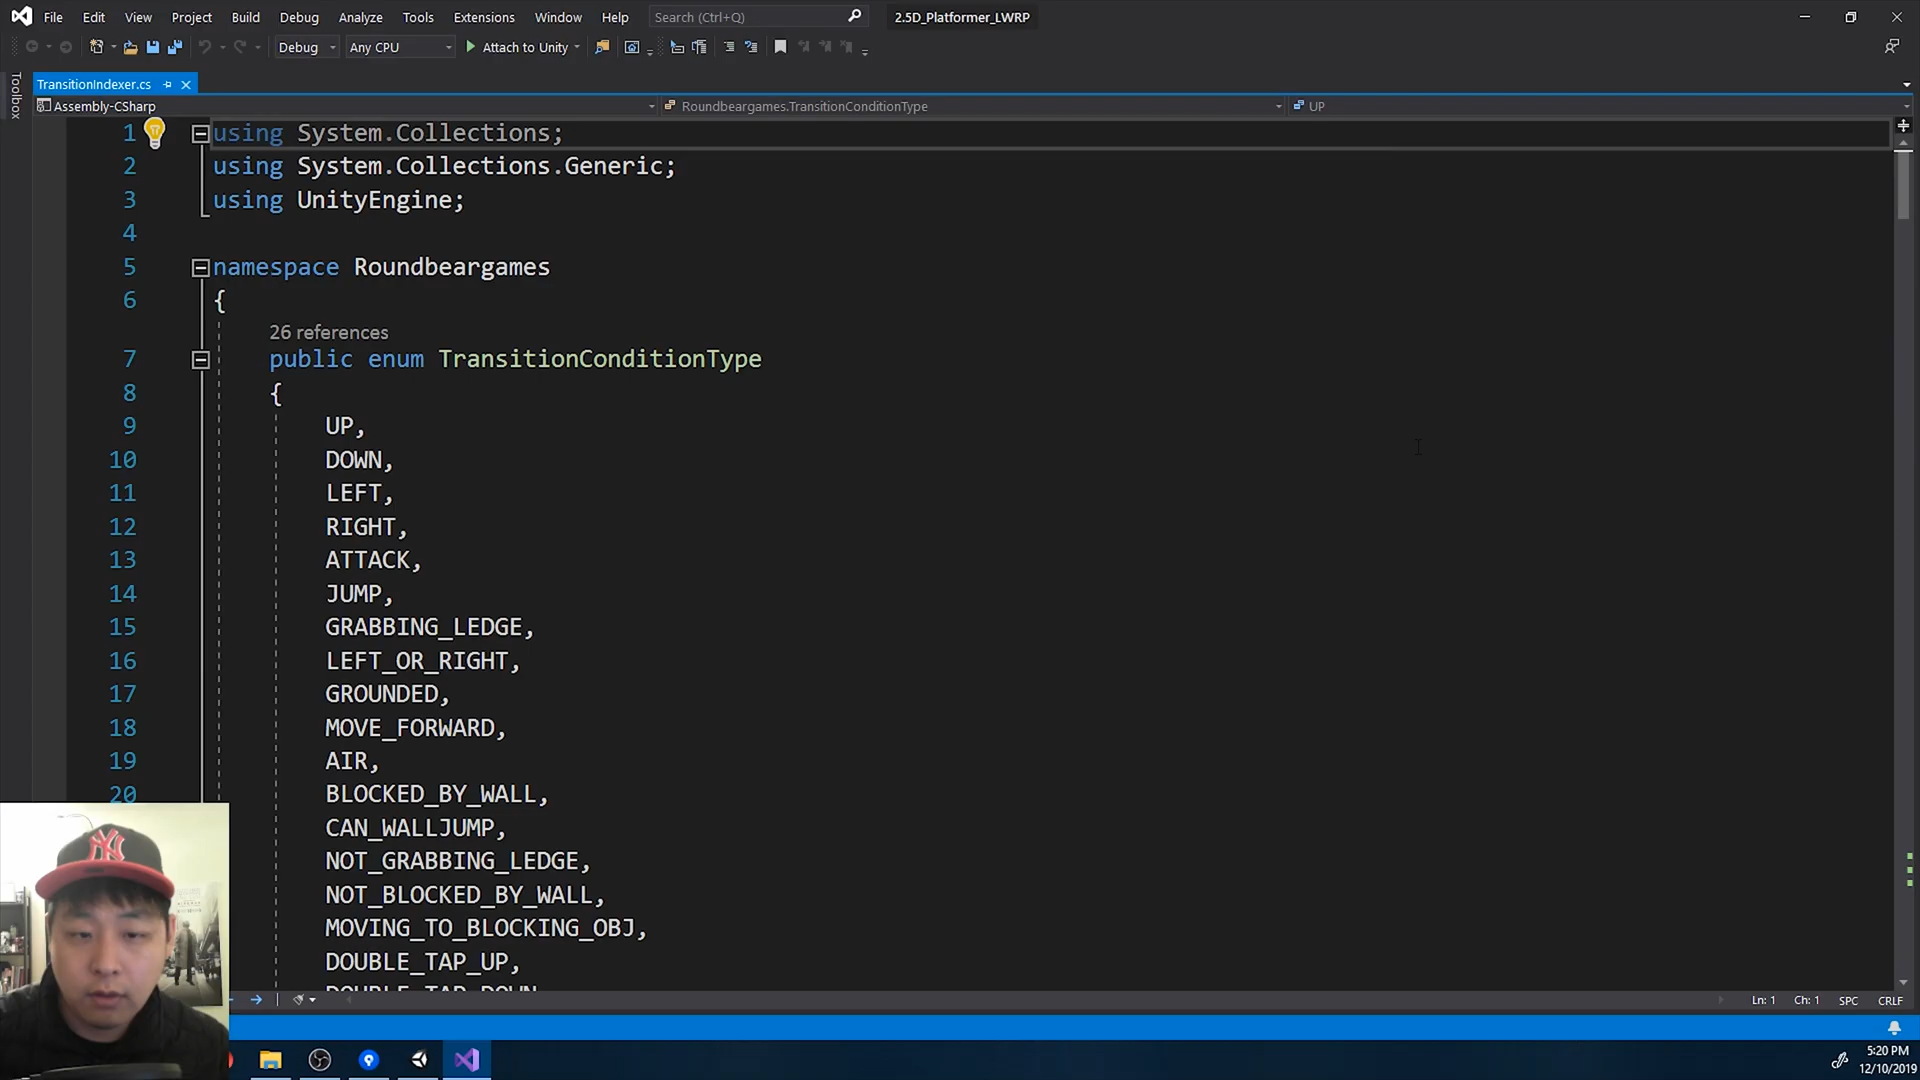 File Edit View Project Build Debug Analyze Tools Extensions Window Help Search (Ctrl+Q) 2.5D_Platformer_LWRP
Debug Any CPU Attach to Unity
Toolbox
TransitionIndexer.cs
Assembly-CSharp Roundbeargames.TransitionConditionType UP
1 using System.Collections;
2 using System.Collections.Generic;
3 using UnityEngine;
4
5 namespace Roundbeargames
6 {
26 references
7 public enum TransitionConditionType
8 {
9 UP,
10 DOWN,
11 LEFT,
12 RIGHT,
13 ATTACK,
14 JUMP,
15 GRABBING_LEDGE,
16 LEFT_OR_RIGHT,
17 GROUNDED,
18 MOVE_FORWARD,
19 AIR,
20 BLOCKED_BY_WALL,
CAN_WALLJUMP,
NOT_GRABBING_LEDGE,
NOT_BLOCKED_BY_WALL,
MOVING_TO_BLOCKING_OBJ,
DOUBLE_TAP_UP,
DOUBLE_TAP_DOWN
Ln: 1 Ch: 1 SPC CRLF
5:20 PM
12/10/2019